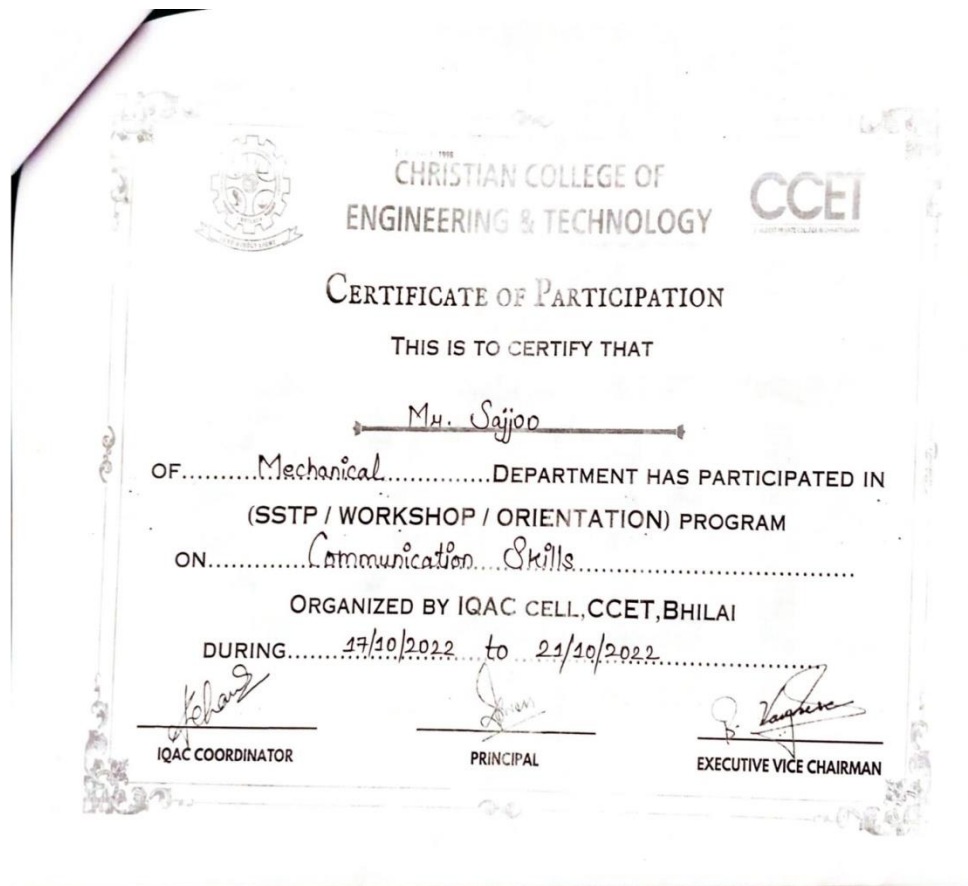 1998
CHRISTIAN COLLEGE OF
ENGINEERING & TECHNOLOGY
CCET
CERTIFICATE OF PARTICIPATION
THIS IS TO CERTIFY THAT
Mr. Sajjoo
OF..........Mechanical...............DEPARTMENT HAS PARTICIPATED IN
(SSTP / WORKSHOP / ORIENTATION) PROGRAM
ON.............Communication Skills.......................................
ORGANIZED BY IQAC CELL,CCET,BHILAI
DURING......17/10/2022 to 21/10/2022......................
IQAC COORDINATOR
PRINCIPAL
EXECUTIVE VICE CHAIRMAN